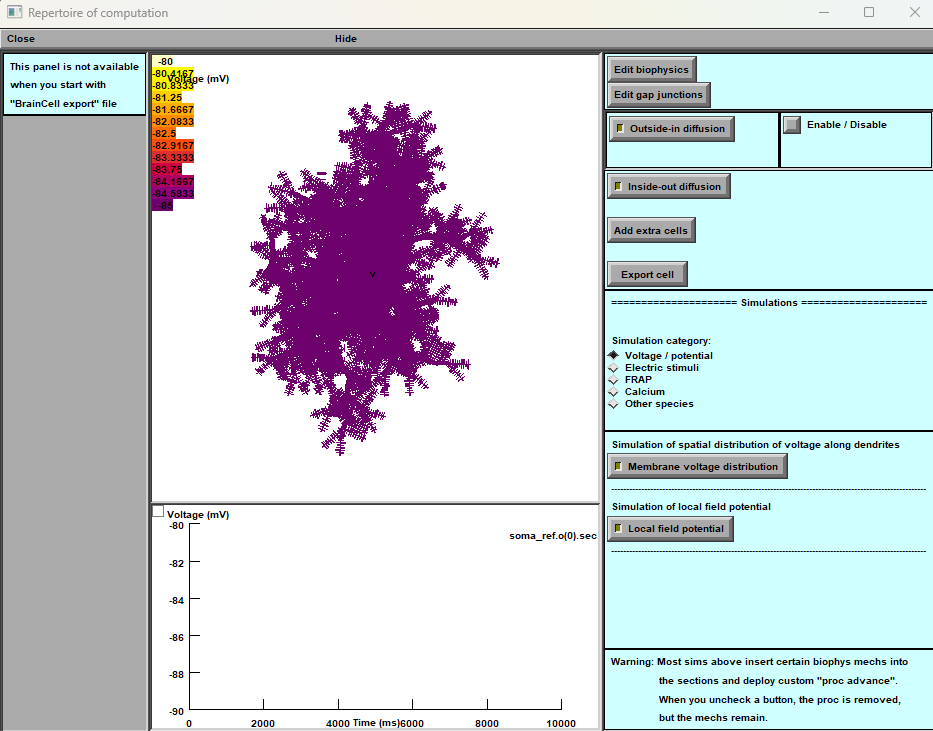 Repertoire of computation
Close
Hide
This panel is not available
when you start with
"BrainCell export" file
-80
-80.4167
Voltage (mV)
-80.8333
-81.25
-81.6667
-82.0833
-82.5
-82.9167
-83.3333
-83.75
-84.1667
-84.5833
-85
v
Voltage (mV)
soma_ref.o(0).sec
-80
-82
-84
-86
-88
-90
0
2000
4000
Time (ms)
6000
8000
10000
Edit biophysics
Edit gap junctions
Outside-in diffusion
Enable / Disable
Inside-out diffusion
Add extra cells
Export cell
===================== Simulations =====================
Simulation category:
Voltage / potential
Electric stimuli
FRAP
Calcium
Other species
Simulation of spatial distribution of voltage along dendrites
Membrane voltage distribution
Simulation of local field potential
Local field potential
Warning: Most sims above insert certain biophys mechs into
the sections and deploy custom "proc advance".
When you uncheck a button, the proc is removed,
but the mechs remain.